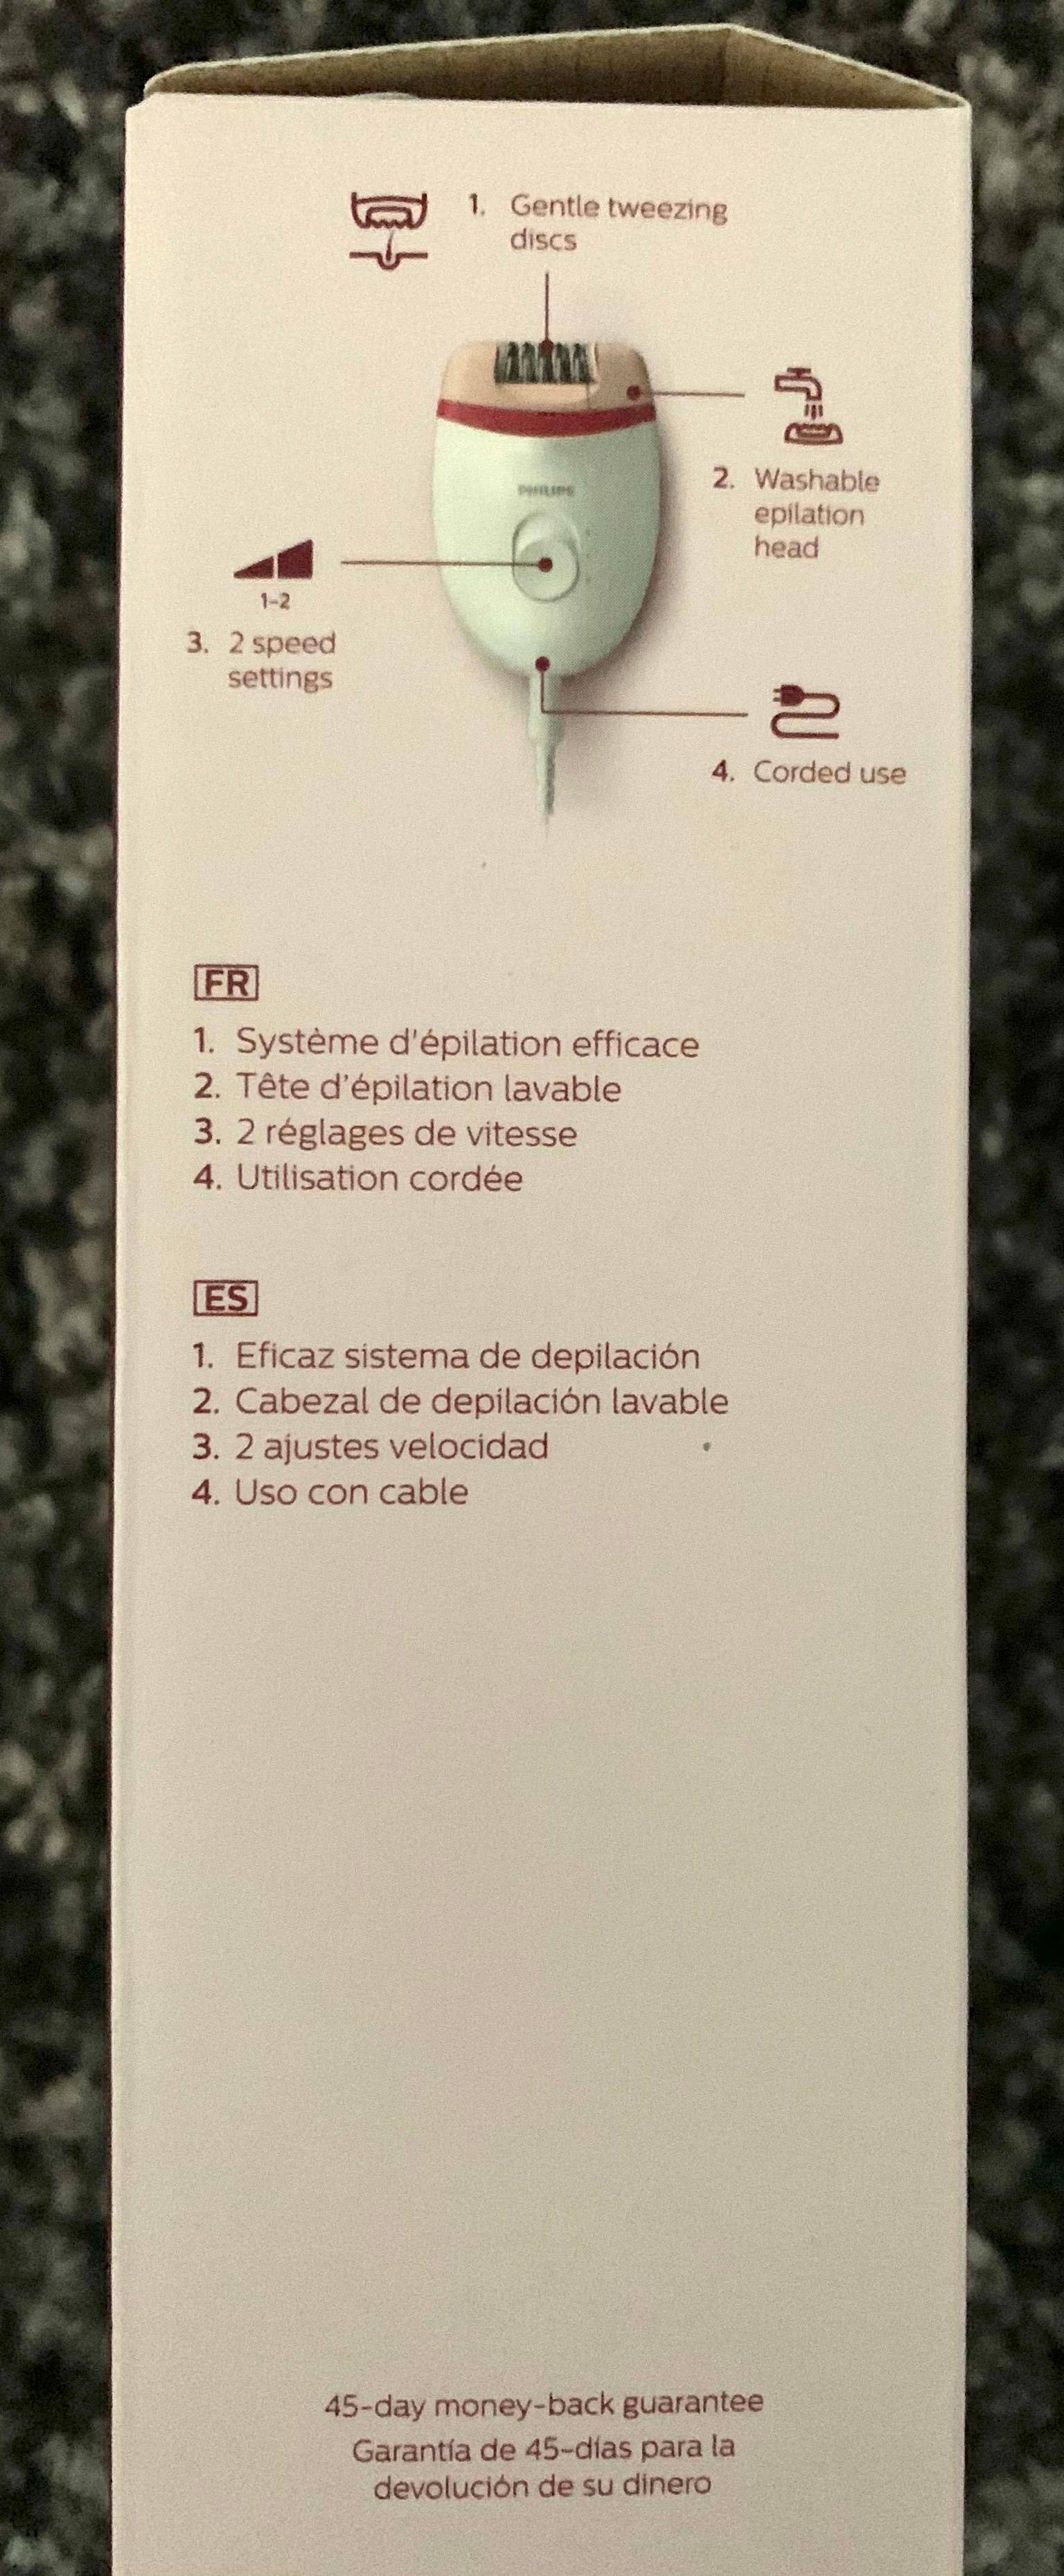 1. Gentle tweezing
discs
PHILIPS
2. Washable
epilation
head
1-2
3. 2 speed
settings
4. Corded use
FR
1. Système d'épilation efficace
2. Tête d'épilation lavable
3. 2 réglages de vitesse
4. Utilisation cordée
ES
1. Eficaz sistema de depilación
2. Cabezal de depilación lavable
3. 2 ajustes velocidad
4. Uso con cable
45-day money-back guarantee
Garantía de 45-días para la
devolución de su dinero